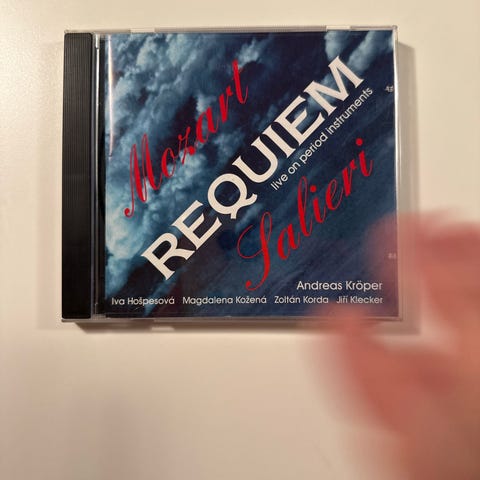 Mozart
REQUIEM
live on period instruments
Salieri
Andreas Kröper
Iva Hošpesová Magdalena Kožená Zoltán Korda Jiří Klecker